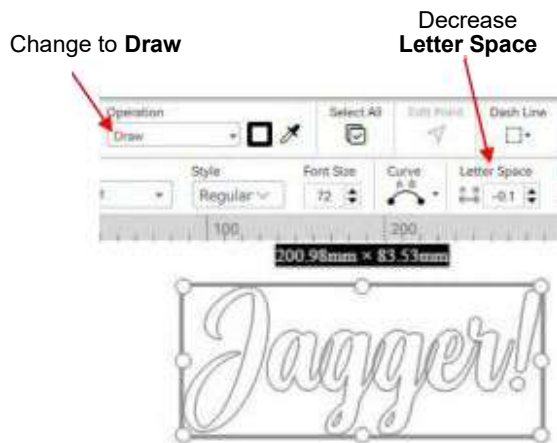 Change to Draw
Decrease
Letter Space
Operation
Select All
Edit Point
Dash Line
Draw
Style
Font Size
Curve
Letter Space
Regular
72
-0.1
100
200
200.98mm × 83.53mm
Jagger!